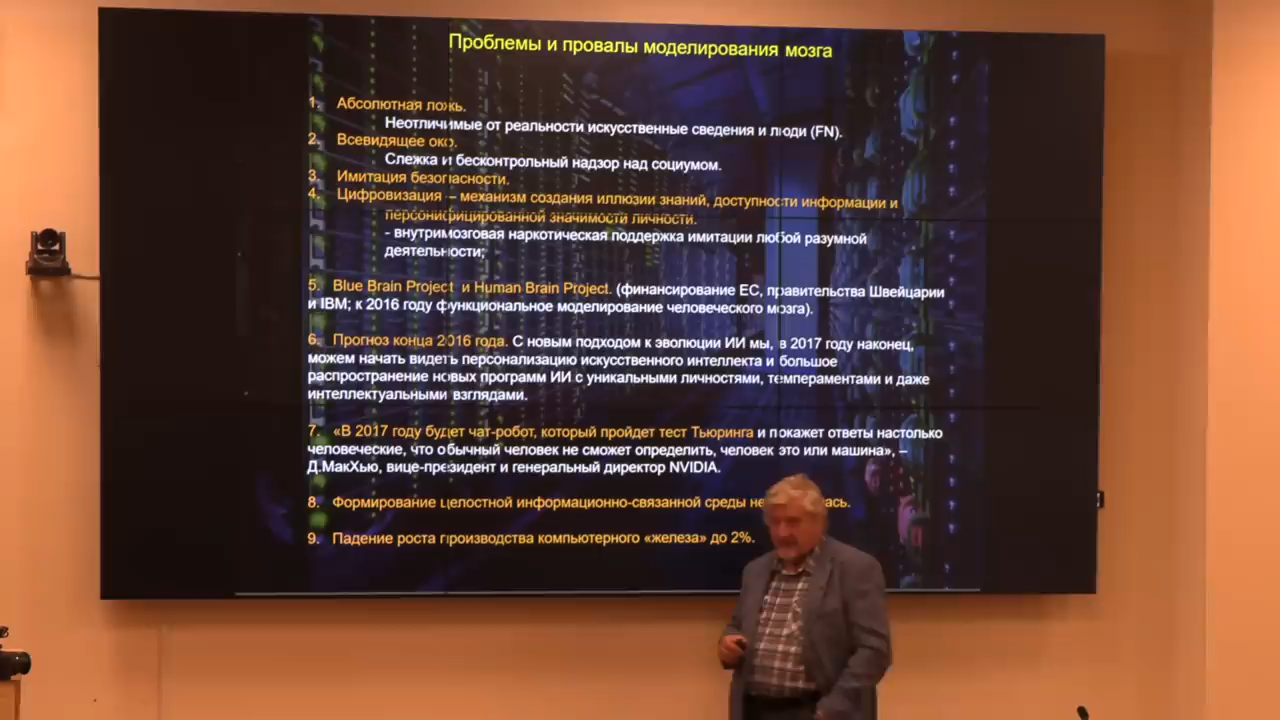 Проблемы и провалы моделирования мозга
1. Абсолютная ложь.
Неотличимые от реальности искусственные сведения и люди (FN).
2. Всевидящее око.
Слежка и бесконтрольный надзор над социумом.
3. Имитация безопасности.
4. Цифровизация – механизм создания иллюзии знаний, доступности информации и
персонифицированной значимости личности.
- внутримозговая наркотическая поддержка имитации любой разумной
деятельности;
5. Blue Brain Project и Human Brain Project. (финансирование ЕС, правительства Швейцарии
и IBM; к 2016 году функциональное моделирование человеческого мозга).
6. Прогноз конца 2016 года. С новым подходом к эволюции ИИ мы, в 2017 году наконец,
можем начать видеть персонализацию искусственного интеллекта и большое
распространение новых программ ИИ с уникальными личностями, темпераментами и даже
интеллектуальными взглядами.
7. «В 2017 году будет чат-робот, который пройдет тест Тьюринга и покажет ответы настолько
человеческие, что обычный человек не сможет определить, человек это или машина», –
Д.МакХью, вице-президент и генеральный директор NVIDIA.
8. Формирование целостной информационно-связанной среды
9. Падение роста производства компьютерного «железа» до 2%.